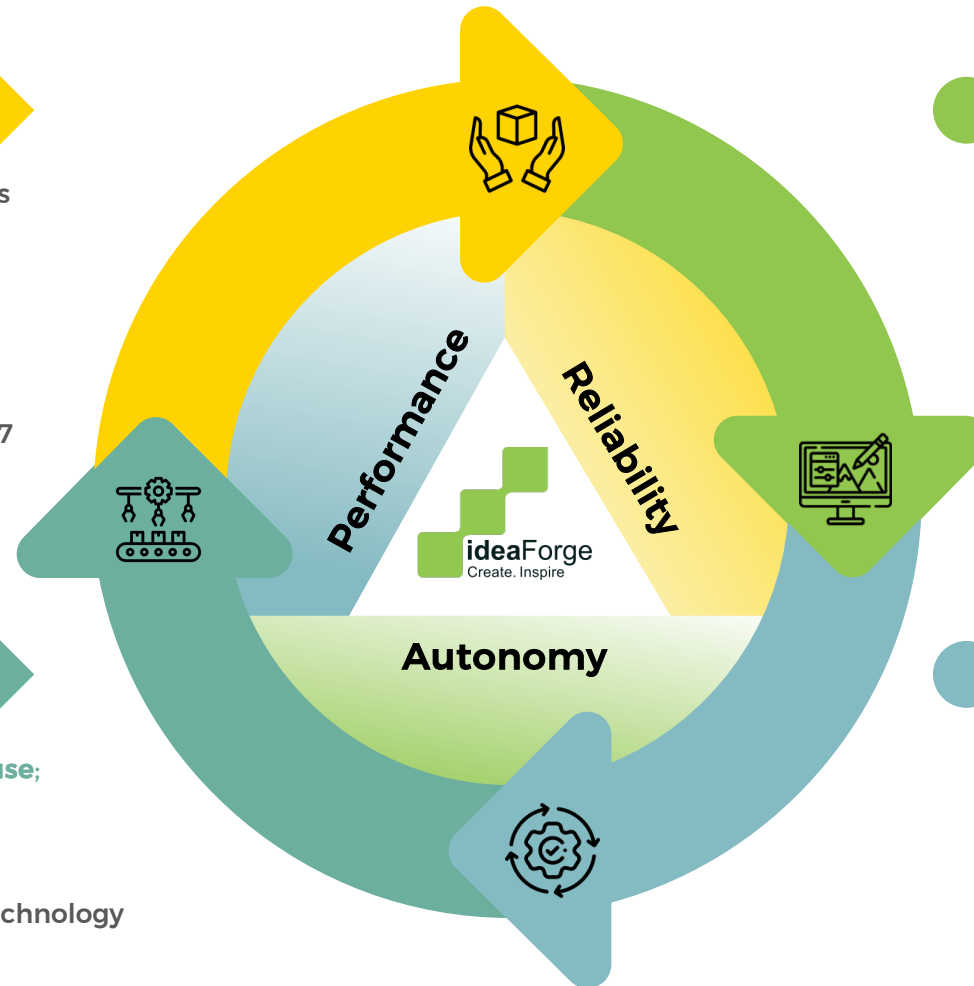 s
7
Performance
Reliability
ideaForge
Create. Inspire
Autonomy
use;
chnology